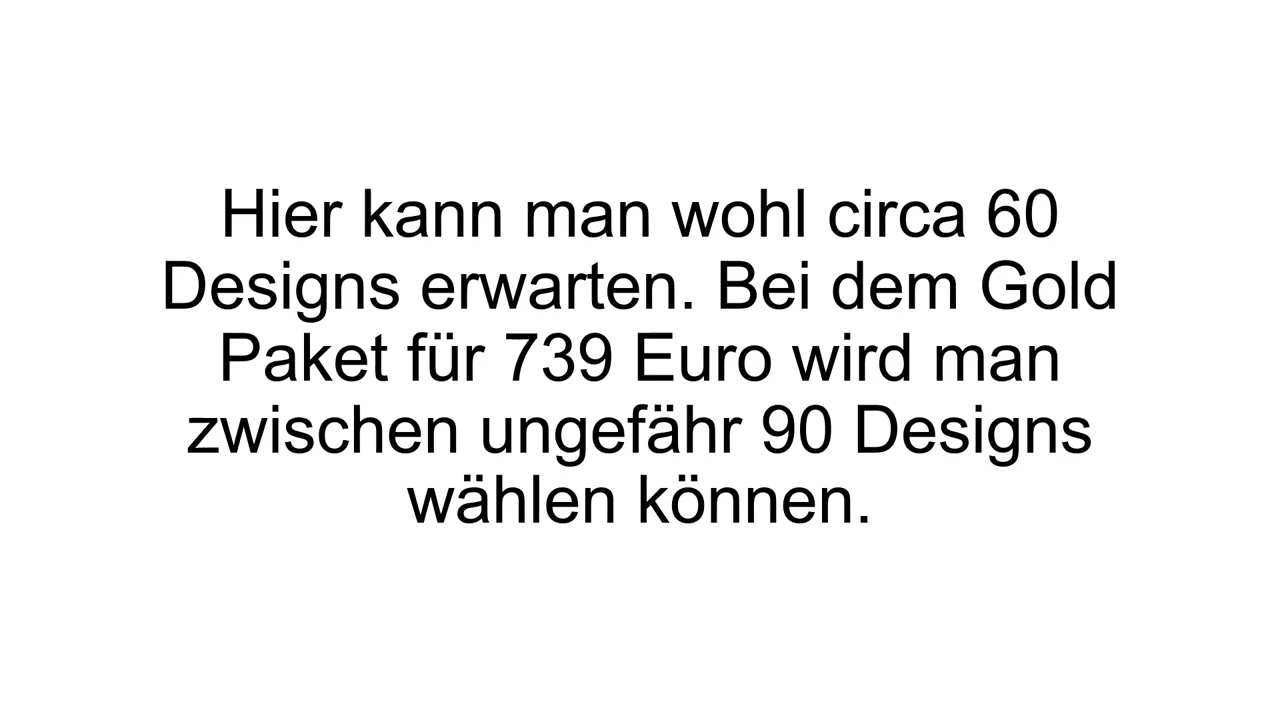 Hier kann man wohl circa 60
Designs erwarten. Bei dem Gold
Paket für 739 Euro wird man
zwischen ungefähr 90 Designs
wählen können.